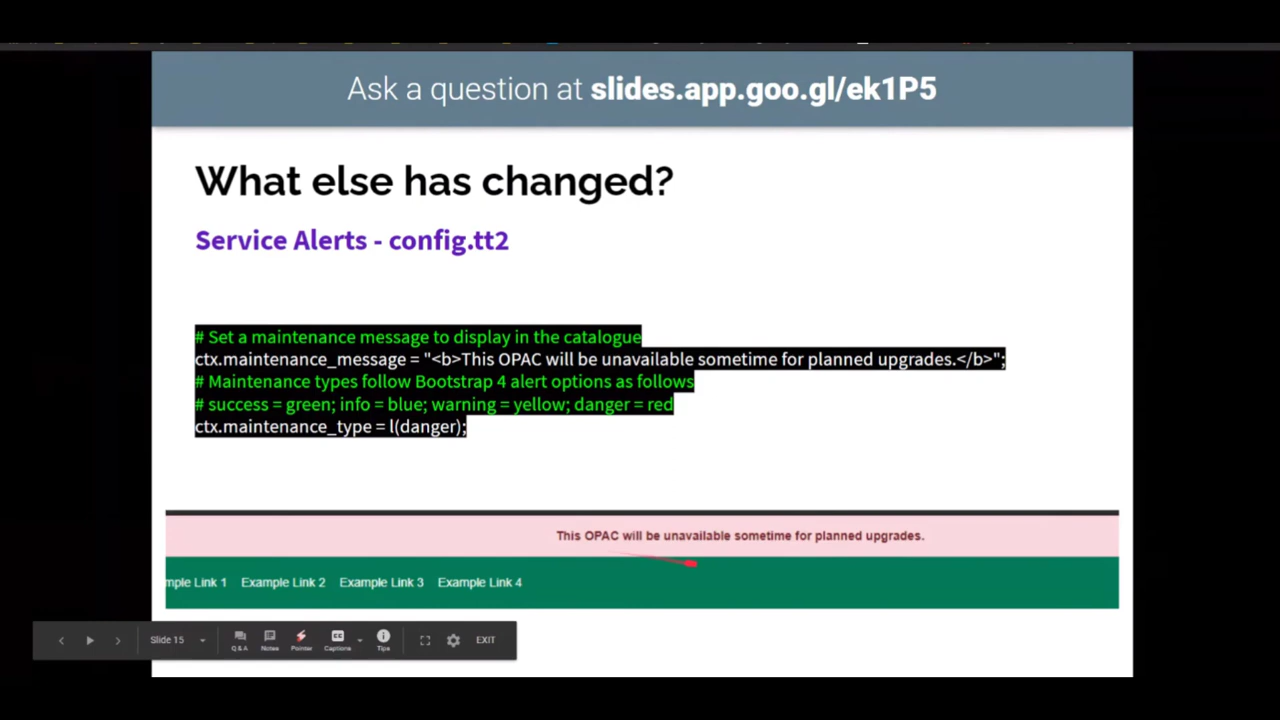 Ask a question at slides.app.goo.gl/ek1P5
What else has changed?
Service Alerts - config.tt2
# Set a maintenance message to display in the catalogue
ctx.maintenance_message = "<b>This OPAC will be unavailable sometime for planned upgrades.</b>";
# Maintenance types follow Bootstrap 4 alert options as follows
# success = green; info = blue; warning = yellow; danger = red
ctx.maintenance_type = l(danger);
This OPAC will be unavailable sometime for planned upgrades.
mple Link 1 Example Link 2 Example Link 3 Example Link 4
Slide 15 Q&A Notes Pointer Captions Tips EXIT